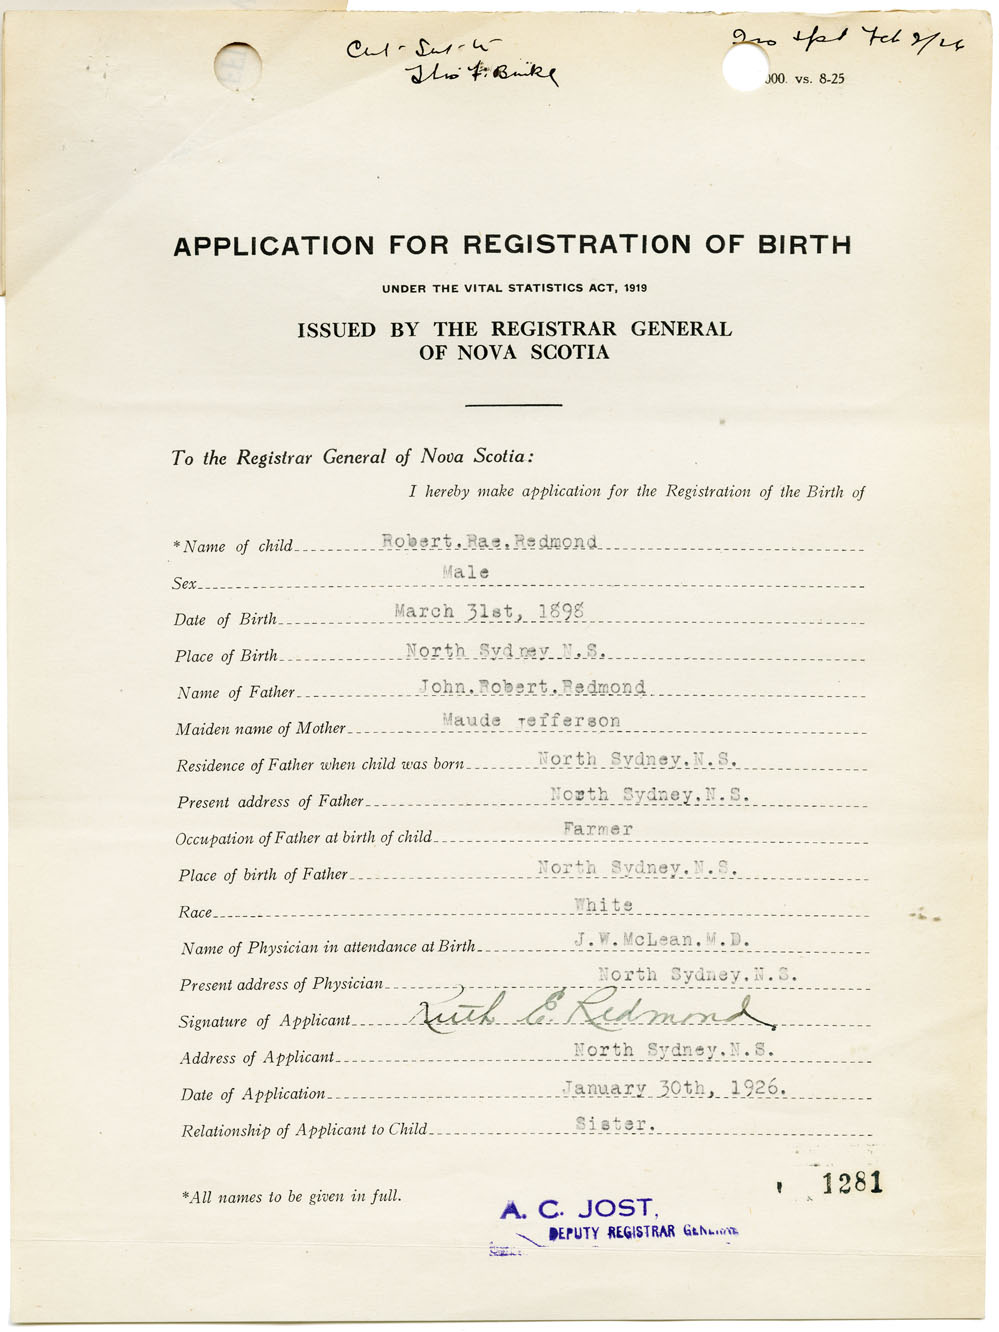 Feb 2/26
Thos F. Burke
000. vs. 8-25
APPLICATION FOR REGISTRATION OF BIRTH
UNDER THE VITAL STATISTICS ACT, 1919
ISSUED BY THE REGISTRAR GENERAL
OF NOVA SCOTIA
To the Registrar General of Nova Scotia:
I hereby make application for the Registration of the Birth of
*Name of child Robert.Rae.Redmond
Sex Male
Date of Birth March 31st, 1898
Place of Birth North Sydney N.S.
Name of Father John.Robert.Redmond
Maiden name of Mother Maude Jefferson
Residence of Father when child was born North Sydney.N.S.
Present address of Father North Sydney.N.S.
Occupation of Father at birth of child Farmer
Place of birth of Father North Sydney.N.S.
Race White
Name of Physician in attendance at Birth J.W.McLean.M.D.
Present address of Physician North Sydney.N.S.
Signature of Applicant Ruth E. Redmond
Address of Applicant North Sydney.N.S.
Date of Application January 30th, 1926.
Relationship of Applicant to Child Sister.
1281
*All names to be given in full.
A. C. JOST,
DEPUTY REGISTRAR GENERAL